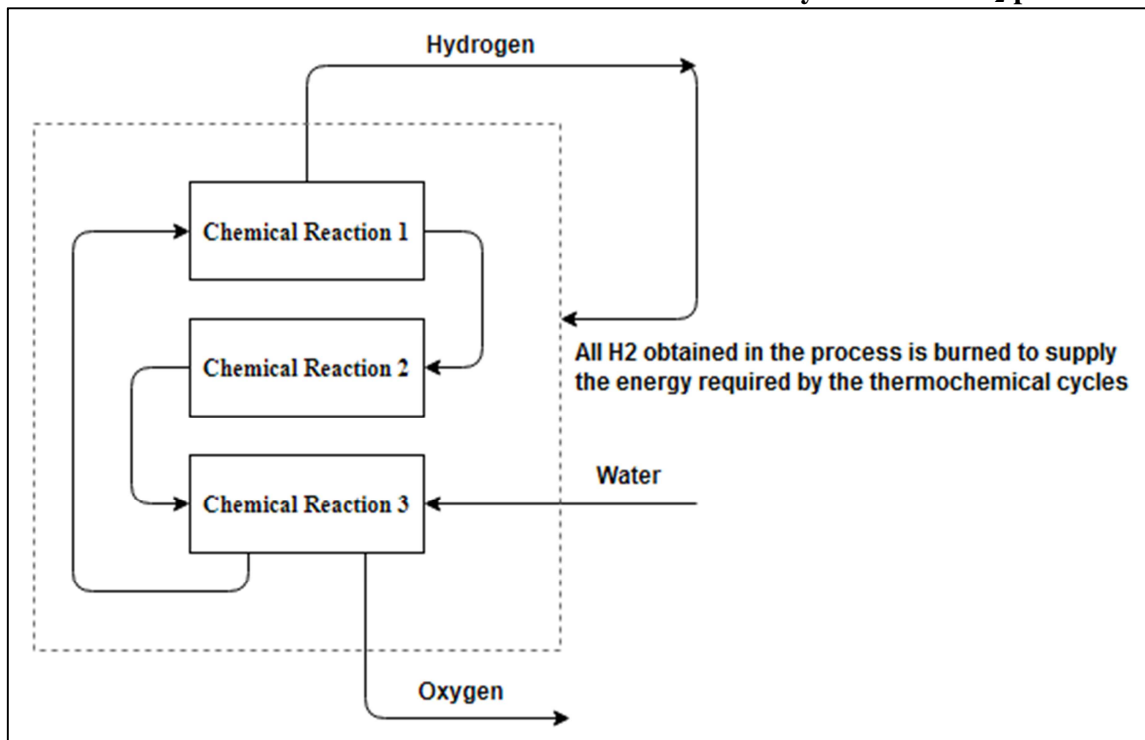 Hydrogen
Chemical Reaction 1
Chemical Reaction 2
All H2 obtained in the process is burned to supply
the energy required by the thermochemical cycles
Water
Chemical Reaction 3
Oxygen